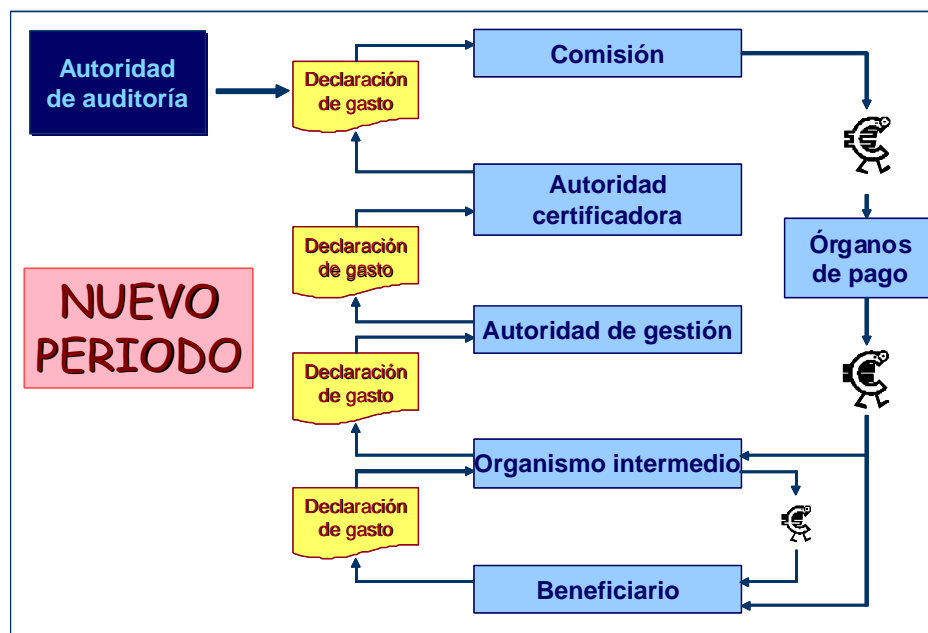 Autoridad
de auditoría
Declaración
de gasto
Comisión
Autoridad
certificadora
Declaración
de gasto
Órganos
de pago
NUEVO
PERIODO
Autoridad de gestión
Declaración
de gasto
Organismo intermedio
Declaración
de gasto
Beneficiario